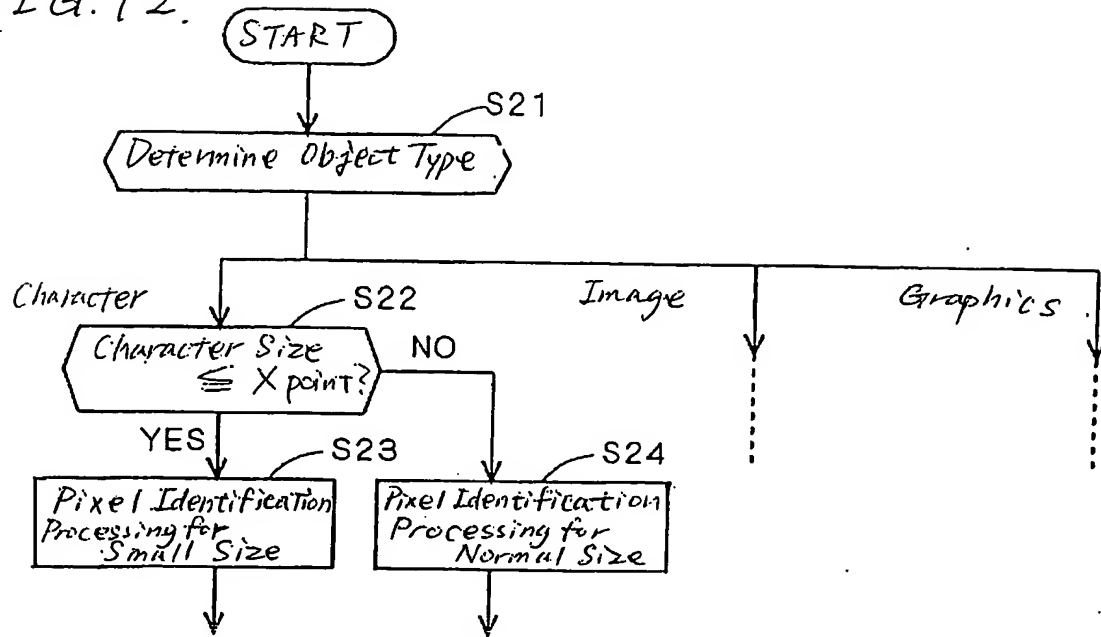 FIG. 12.
START
S21
Determine Object Type
Character
Image
Graphics
S22
Character Size
≦ X point?
NO
YES
S23
S24
Pixel Identification
Processing for
Small Size
Pixel Identification
Processing for
Normal Size